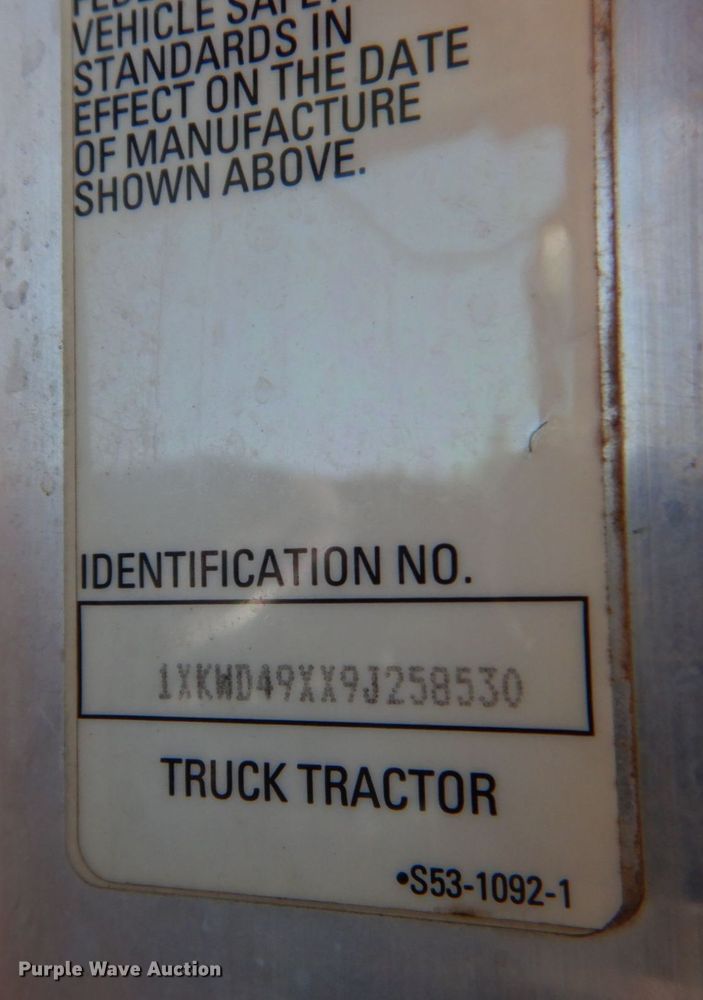 VEHICLE SAFETY
STANDARDS IN
EFFECT ON THE DATE
OF MANUFACTURE
SHOWN ABOVE.
IDENTIFICATION NO.
1XKWD49XX9J258530
TRUCK TRACTOR
•S53-1092-1
Purple Wave Auction